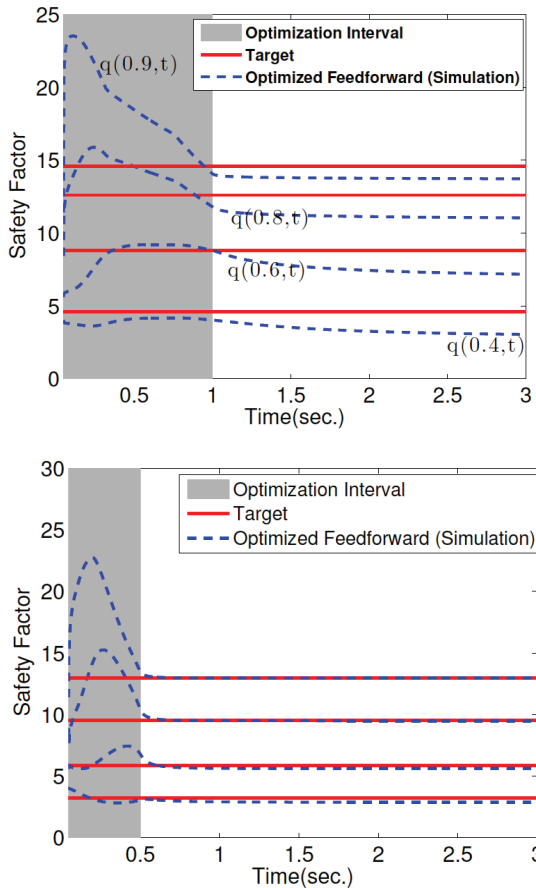 25
20
15
10
5
0
Safety Factor
Optimization Interval
Target
Optimized Feedforward (Simulation)
q(0.9,t)
q(0.8,t)
q(0.6,t)
q(0.4,t)
0.5 1 1.5 2 2.5 3
Time(sec.)
30
25
20
15
10
5
0
Safety Factor
Optimization Interval
Target
Optimized Feedforward (Simulation)
0.5 1 1.5 2 2.5 3
Time(sec.)